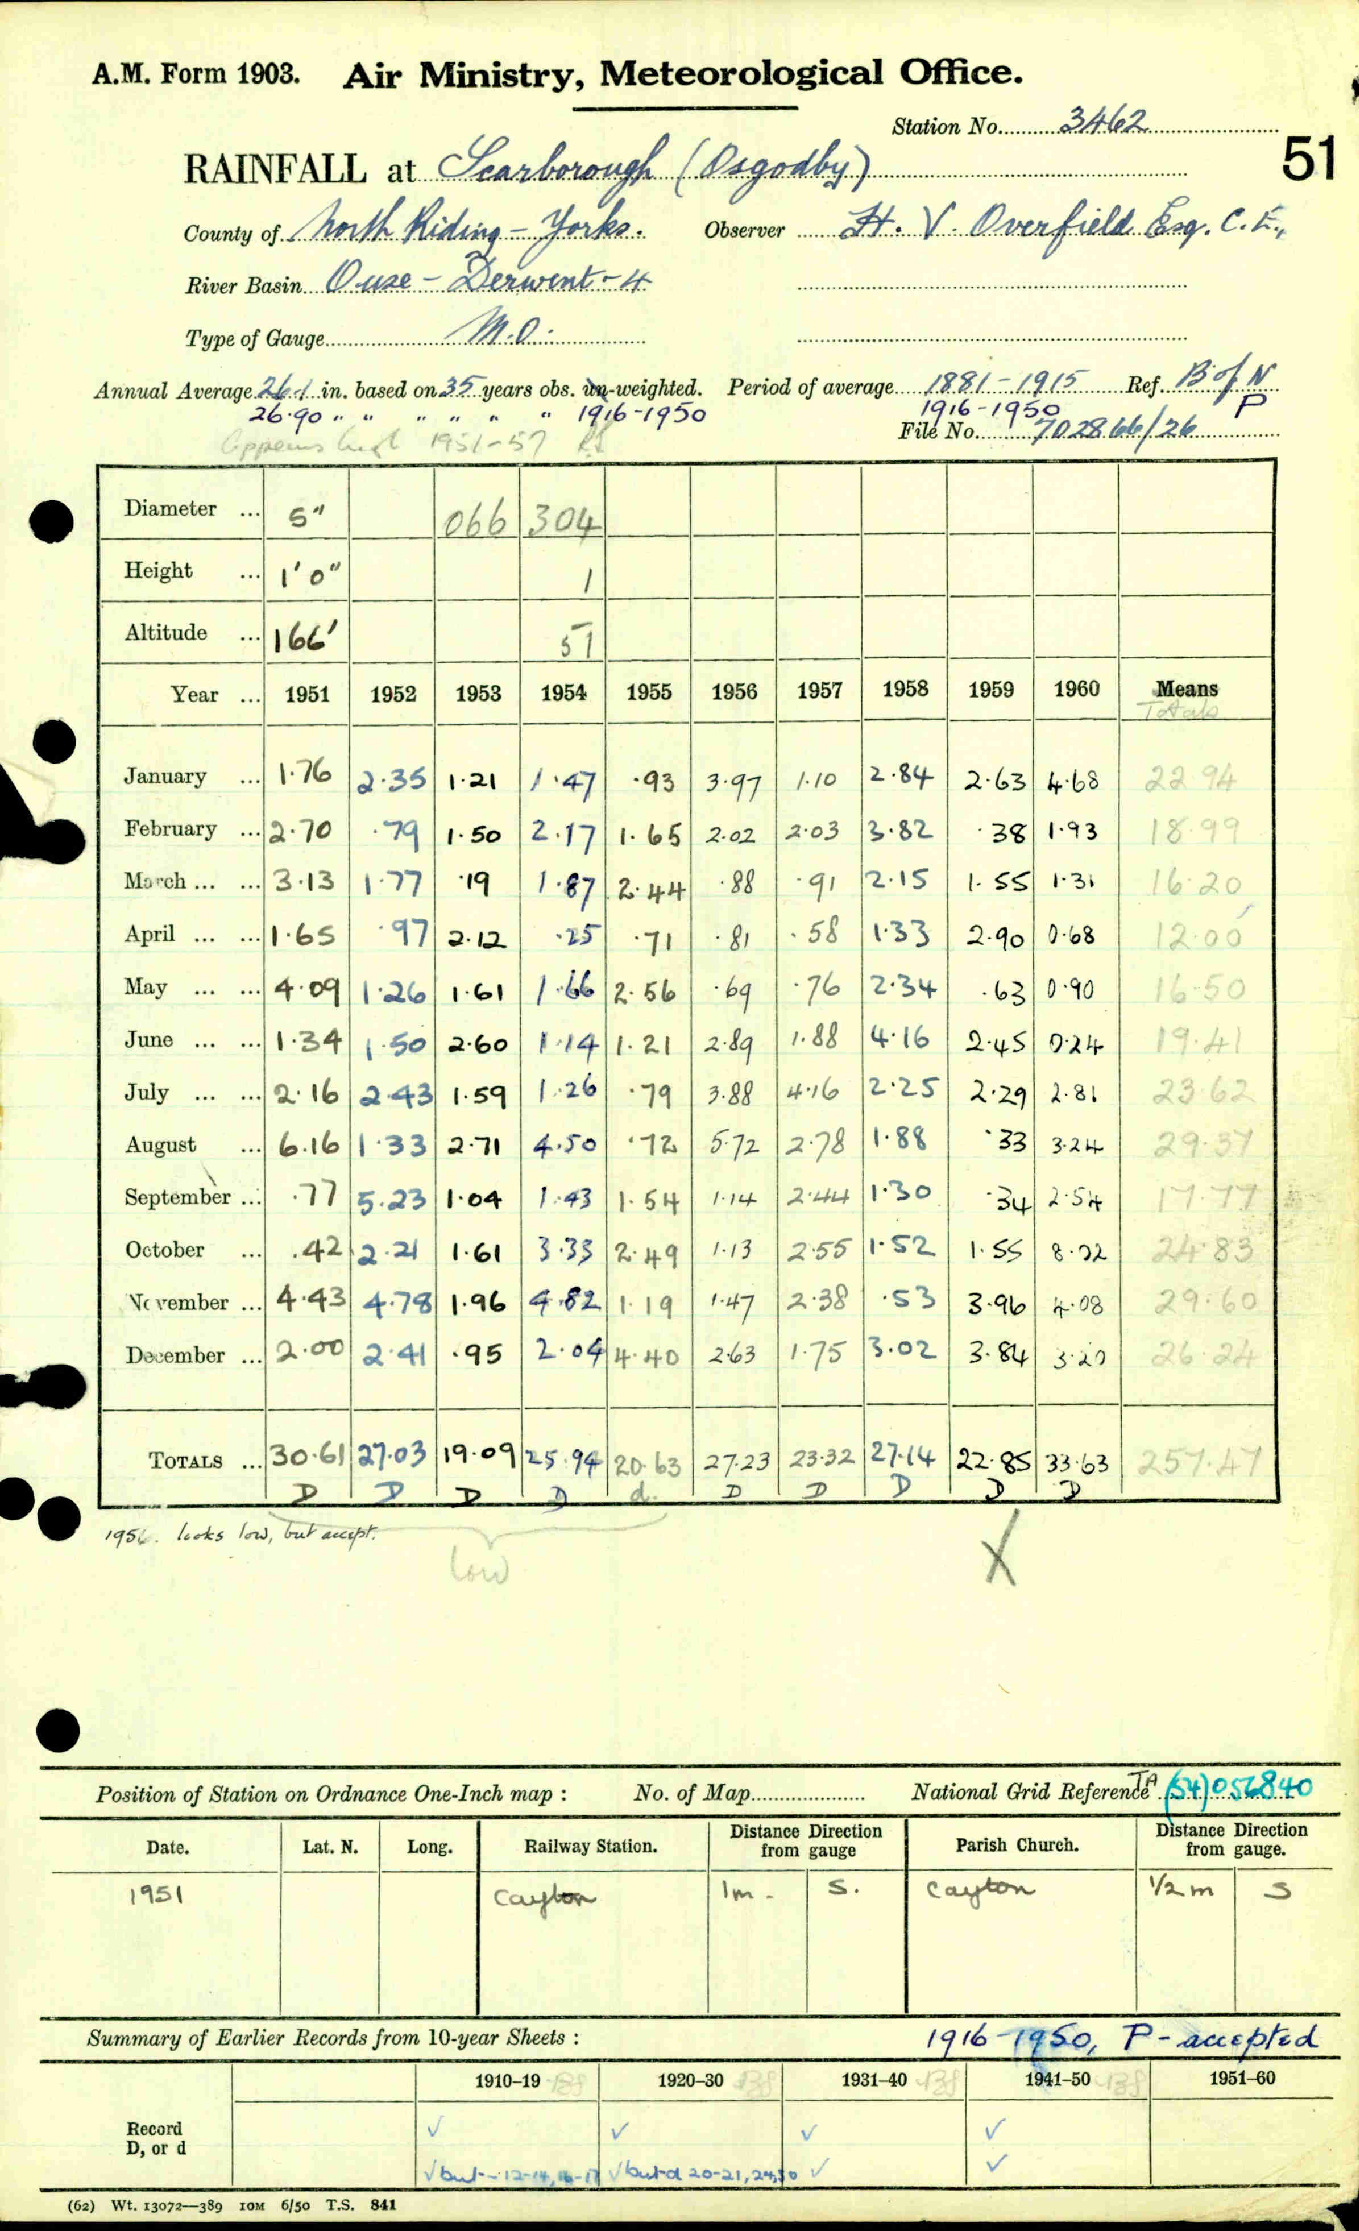 A.M. Form 1903. Air Ministry, Meteorological Office.
Station No. 3462
51
RAINFALL at Scarborough (Osgodby)
County of North Riding - Yorks. Observer H. V. Overfield Esq. C. E.,
River Basin Ouse - Derwent - 4
Type of Gauge M.O.
Annual Average 26.1 in. based on 35 years obs. un-weighted. Period of average 1881-1915 Ref. B of N
26.90 " " " " " " 1916-1950 1916-1950 P
File No. 702866/26
Appears high 1951-57
Diameter ... 5" 066 304
Height ... 1' 0" 1
Altitude ... 166' 51
Year ... 1951 1952 1953 1954 1955 1956 1957 1958 1959 1960 Means
Totals
January ... 1.76 2.35 1.21 1.47 .93 3.97 1.10 2.84 2.63 4.68 22.94
February ... 2.70 .79 1.50 2.17 1.65 2.02 2.03 3.82 .38 1.93 18.99
March ... ... 3.13 1.77 .19 1.87 2.44 .88 .91 2.15 1.55 1.31 16.20
April ... ... 1.65 .97 2.12 .25 .71 .81 .58 1.33 2.90 0.68 12.00
May ... ... 4.09 1.26 1.61 1.66 2.56 .69 .76 2.34 .63 0.90 16.50
June ... ... 1.34 1.50 2.60 1.14 1.21 2.89 1.88 4.16 2.45 0.24 19.41
July ... ... 2.16 2.43 1.59 1.26 .79 3.88 4.16 2.25 2.29 2.81 23.62
August ... 6.16 1.33 2.71 4.50 .72 5.72 2.78 1.88 .33 3.24 29.37
September ... .77 5.23 1.04 1.43 1.54 1.14 2.44 1.30 .34 2.54 17.77
October ... .42 2.21 1.61 3.33 2.49 1.13 2.55 1.52 1.55 8.02 24.83
November ... 4.43 4.78 1.96 4.82 1.19 1.47 2.38 .53 3.96 4.08 29.60
December ... 2.00 2.41 .95 2.04 4.40 2.63 1.75 3.02 3.84 3.20 26.24
TOTALS ... 30.61 27.03 19.09 25.94 20.63 27.23 23.32 27.14 22.85 33.63 257.47
D D D D d. D D D D D
1956. looks low, but accept.
low
X
Position of Station on Ordnance One-Inch map : No. of Map National Grid Reference TA (54) 056840
Date. Lat. N. Long. Railway Station. Distance from gauge Direction Parish Church. Distance from gauge. Direction
1951 Cayton 1m. S. Cayton 1/2 m S
Summary of Earlier Records from 10-year Sheets : 1916-1950, P - accepted
1910-19 1920-30 1931-40 1941-50 1951-60
Record ✓ ✓ ✓ ✓
D, or d ✓ but - 12-14, 16-17 ✓ but d 20-21, 24,30 ✓ ✓
(62) Wt. 13072—389 10M 6/50 T.S. 841